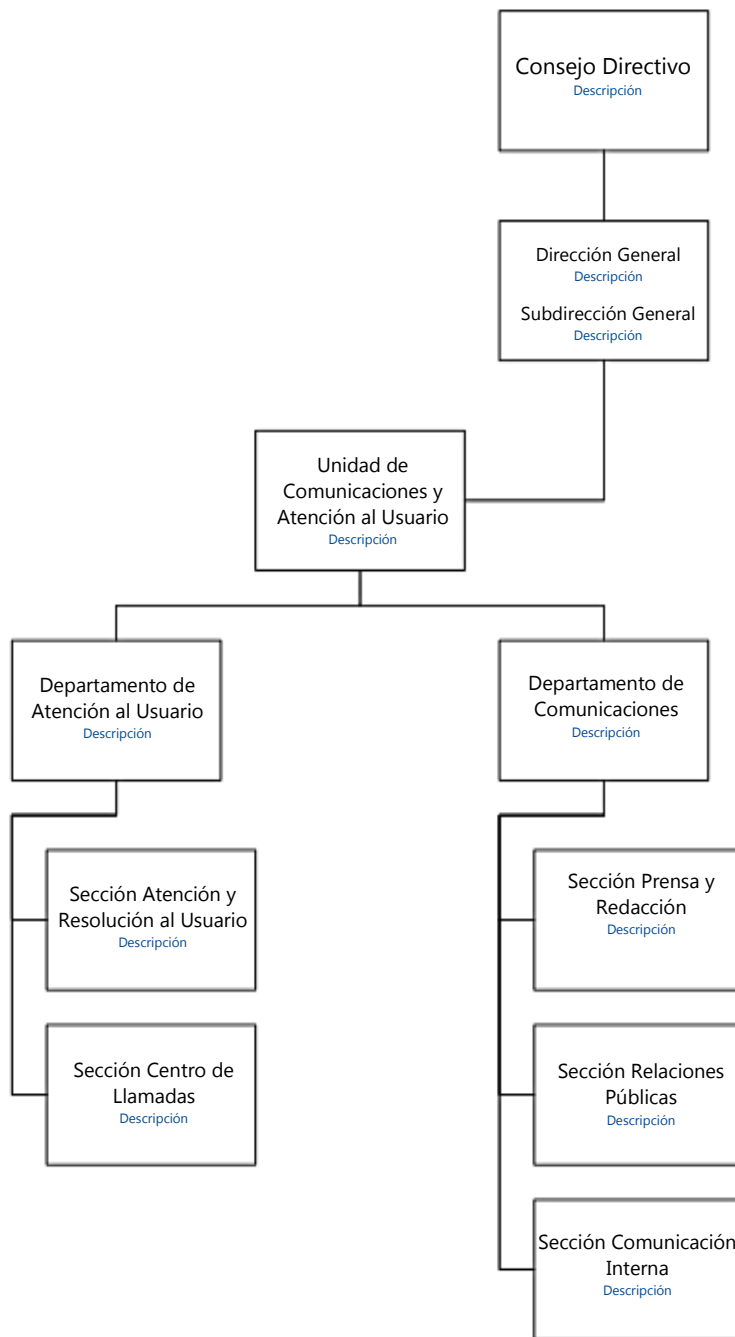 Consejo Directivo
Descripción
Dirección General
Descripción
Subdirección General
Descripción
Unidad de
Comunicaciones y
Atención al Usuario
Descripción
Departamento de
Atención al Usuario
Descripción
Departamento de
Comunicaciones
Descripción
Sección Atención y
Resolución al Usuario
Descripción
Sección Centro de
Llamadas
Descripción
Sección Prensa y
Redacción
Descripción
Sección Relaciones
Públicas
Descripción
Sección Comunicación
Interna
Descripción